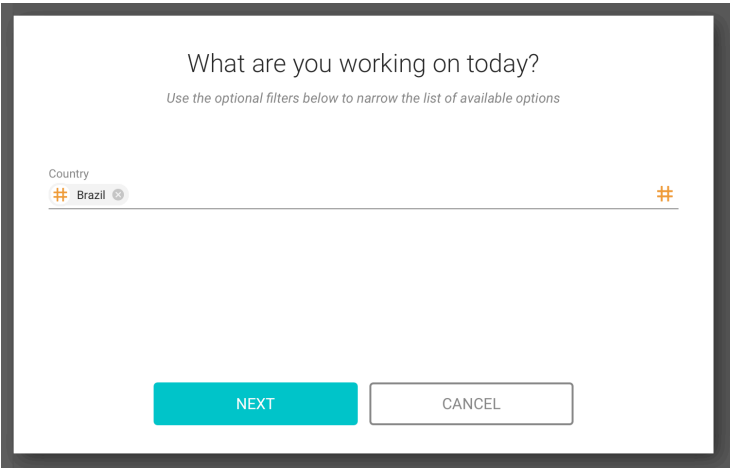 What are you working on today?
Use the optional filters below to narrow the list of available options
Country
# Brazil #
NEXT CANCEL